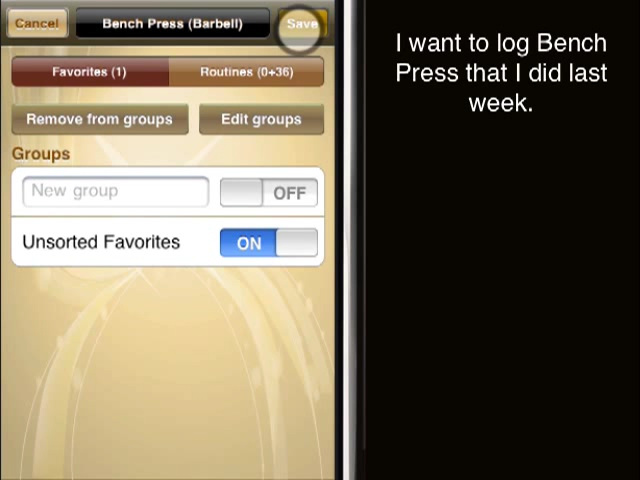 Cancel
Bench Press (Barbell)
Save
Favorites (1)
Routines (0+36)
Remove from groups
Edit groups
Groups
New group
OFF
Unsorted Favorites
ON
I want to log Bench
Press that I did last
week.